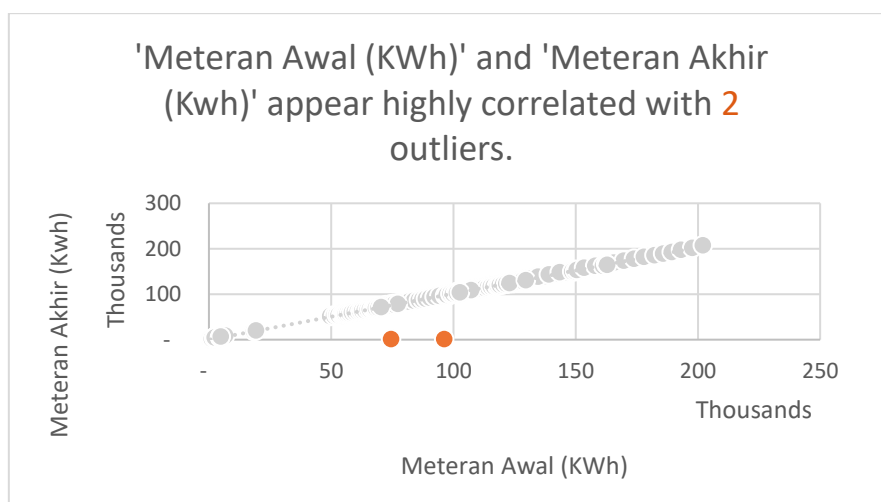 'Meteran Awal (KWh)' and 'Meteran Akhir
(Kwh)' appear highly correlated with 2
outliers.
Meteran Akhir (Kwh)
Thousands
300
200
100
-
-
50
100
150
200
250
Thousands
Meteran Awal (KWh)